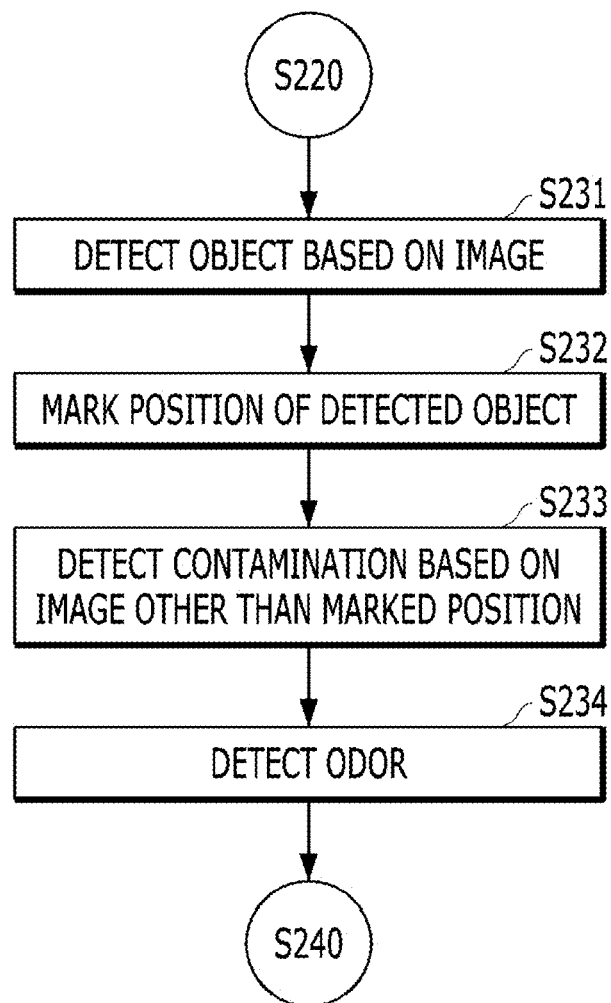 S220
S231
DETECT OBJECT BASED ON IMAGE
S232
MARK POSITION OF DETECTED OBJECT
S233
DETECT CONTAMINATION BASED ON
IMAGE OTHER THAN MARKED POSITION
S234
DETECT ODOR
S240